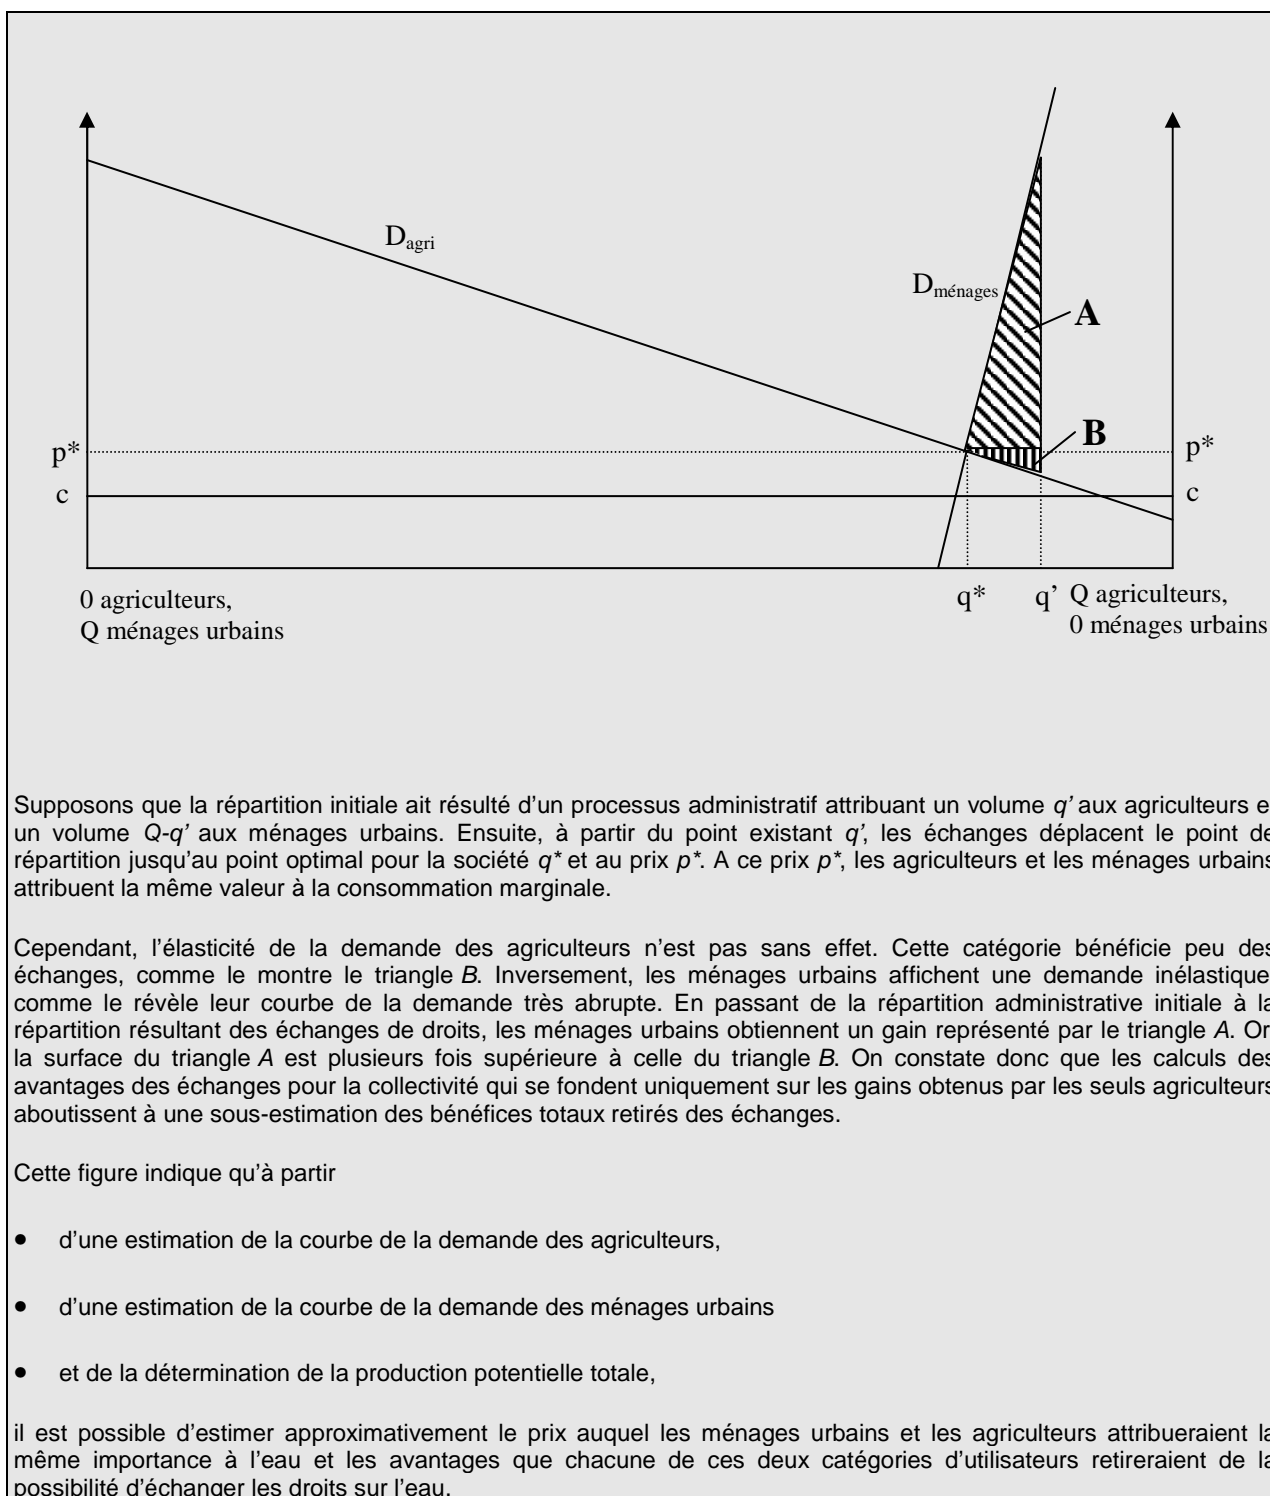 D agri
D ménages
A
B
p*
p*
c
c
0 agriculteurs,
Q ménages urbains
q*
q’
Q agriculteurs,
0 ménages urbains
Supposons que la répartition initiale ait résulté d’un processus administratif attribuant un volume q’ aux agriculteurs e
un volume Q-q’ aux ménages urbains. Ensuite, à partir du point existant q’, les échanges déplacent le point de
répartition jusqu’au point optimal pour la société q* et au prix p*. A ce prix p*, les agriculteurs et les ménages urbains
attribuent la même valeur à la consommation marginale.
Cependant, l’élasticité de la demande des agriculteurs n’est pas sans effet. Cette catégorie bénéficie peu des
échanges, comme le montre le triangle B. Inversement, les ménages urbains affichent une demande inélastique
comme le révèle leur courbe de la demande très abrupte. En passant de la répartition administrative initiale à la
répartition résultant des échanges de droits, les ménages urbains obtiennent un gain représenté par le triangle A. Or
la surface du triangle A est plusieurs fois supérieure à celle du triangle B. On constate donc que les calculs des
avantages des échanges pour la collectivité qui se fondent uniquement sur les gains obtenus par les seuls agriculteurs
aboutissent à une sous-estimation des bénéfices totaux retirés des échanges.
Cette figure indique qu’à partir
• d’une estimation de la courbe de la demande des agriculteurs,
• d’une estimation de la courbe de la demande des ménages urbains
• et de la détermination de la production potentielle totale,
il est possible d’estimer approximativement le prix auquel les ménages urbains et les agriculteurs attribueraient la
même importance à l’eau et les avantages que chacune de ces deux catégories d’utilisateurs retireraient de la
possibilité d’échanger les droits sur l’eau.